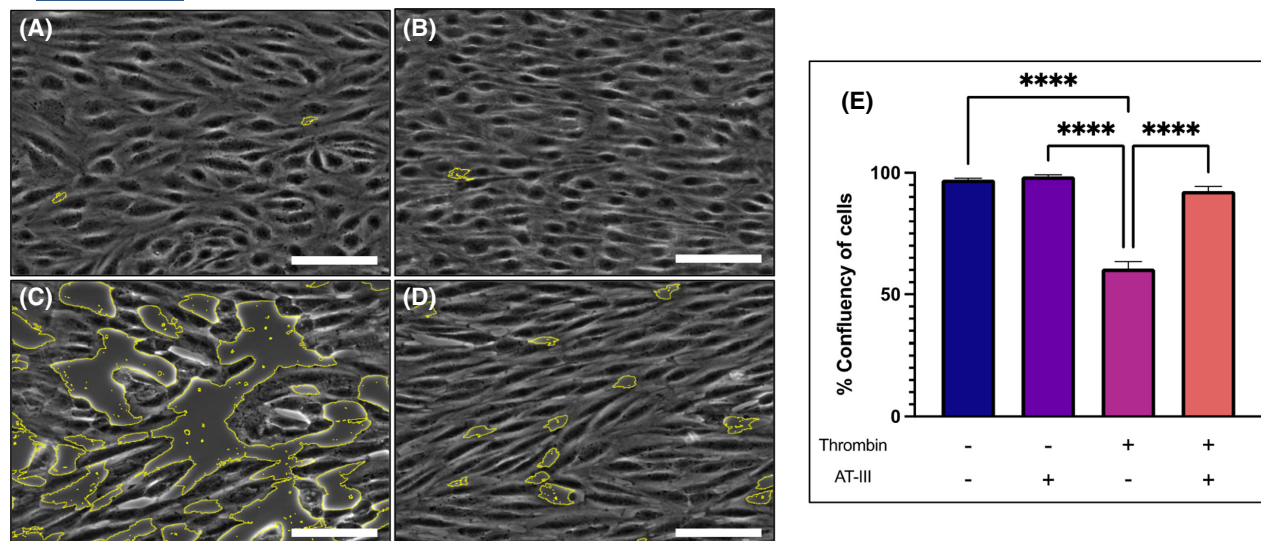 (A)
(B)
(C)
(D)
(E)
****
**** ****
% Confluency of cells
100
50
0
Thrombin - - + +
AT-III - + - +